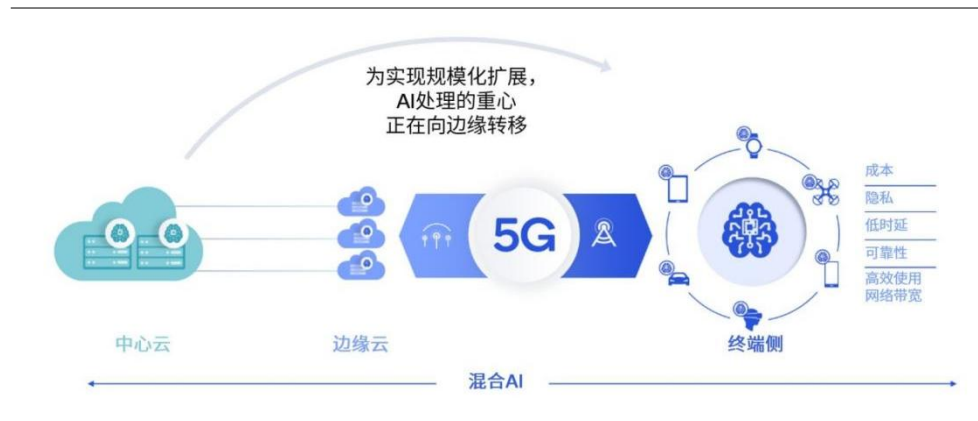 为实现规模化扩展，
AI处理的重心
正在向边缘转移
5G
成本
隐私
低时延
可靠性
高效使用
网络带宽
中心云
边缘云
终端侧
混合AI